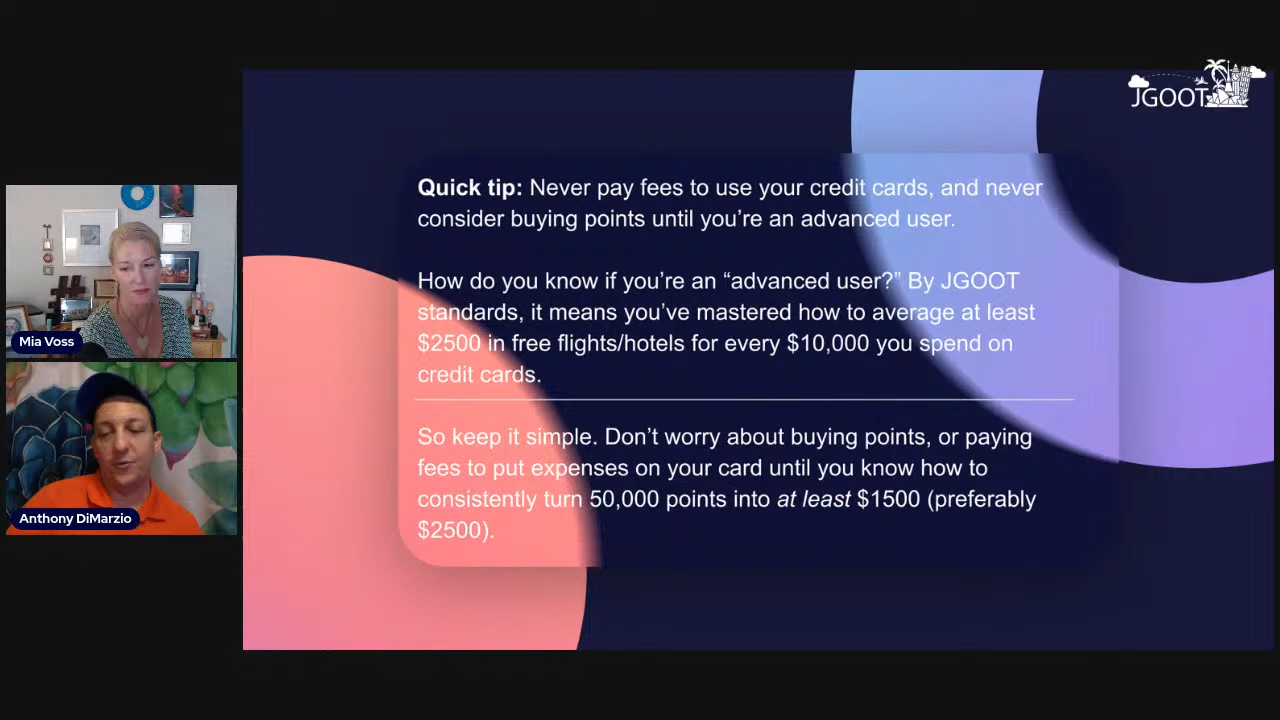 JGOOT
Quick tip: Never pay fees to use your credit cards, and never
consider buying points until you’re an advanced user.
How do you know if you’re an “advanced user?” By JGOOT
standards, it means you’ve mastered how to average at least
$2500 in free flights/hotels for every $10,000 you spend on
credit cards.
So keep it simple. Don’t worry about buying points, or paying
fees to put expenses on your card until you know how to
consistently turn 50,000 points into at least $1500 (preferably
$2500).
Mia Voss
Anthony DiMarzio